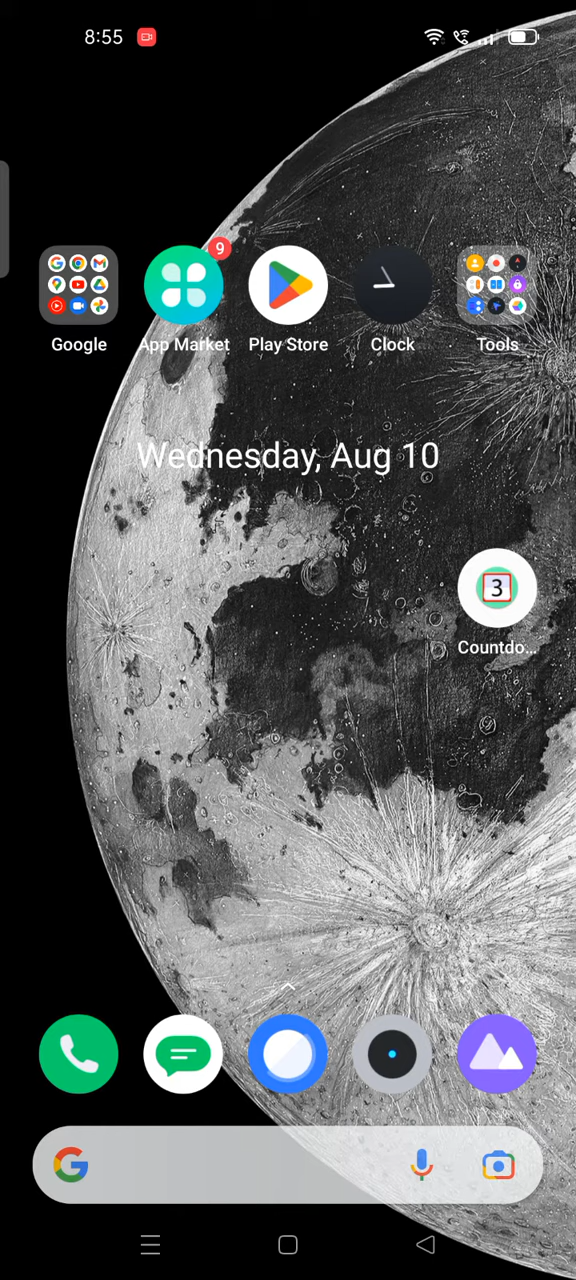 8:55
9
Google
App Market
Play Store
Clock
Tools
Wednesday, Aug 10
3
Countdo...
G